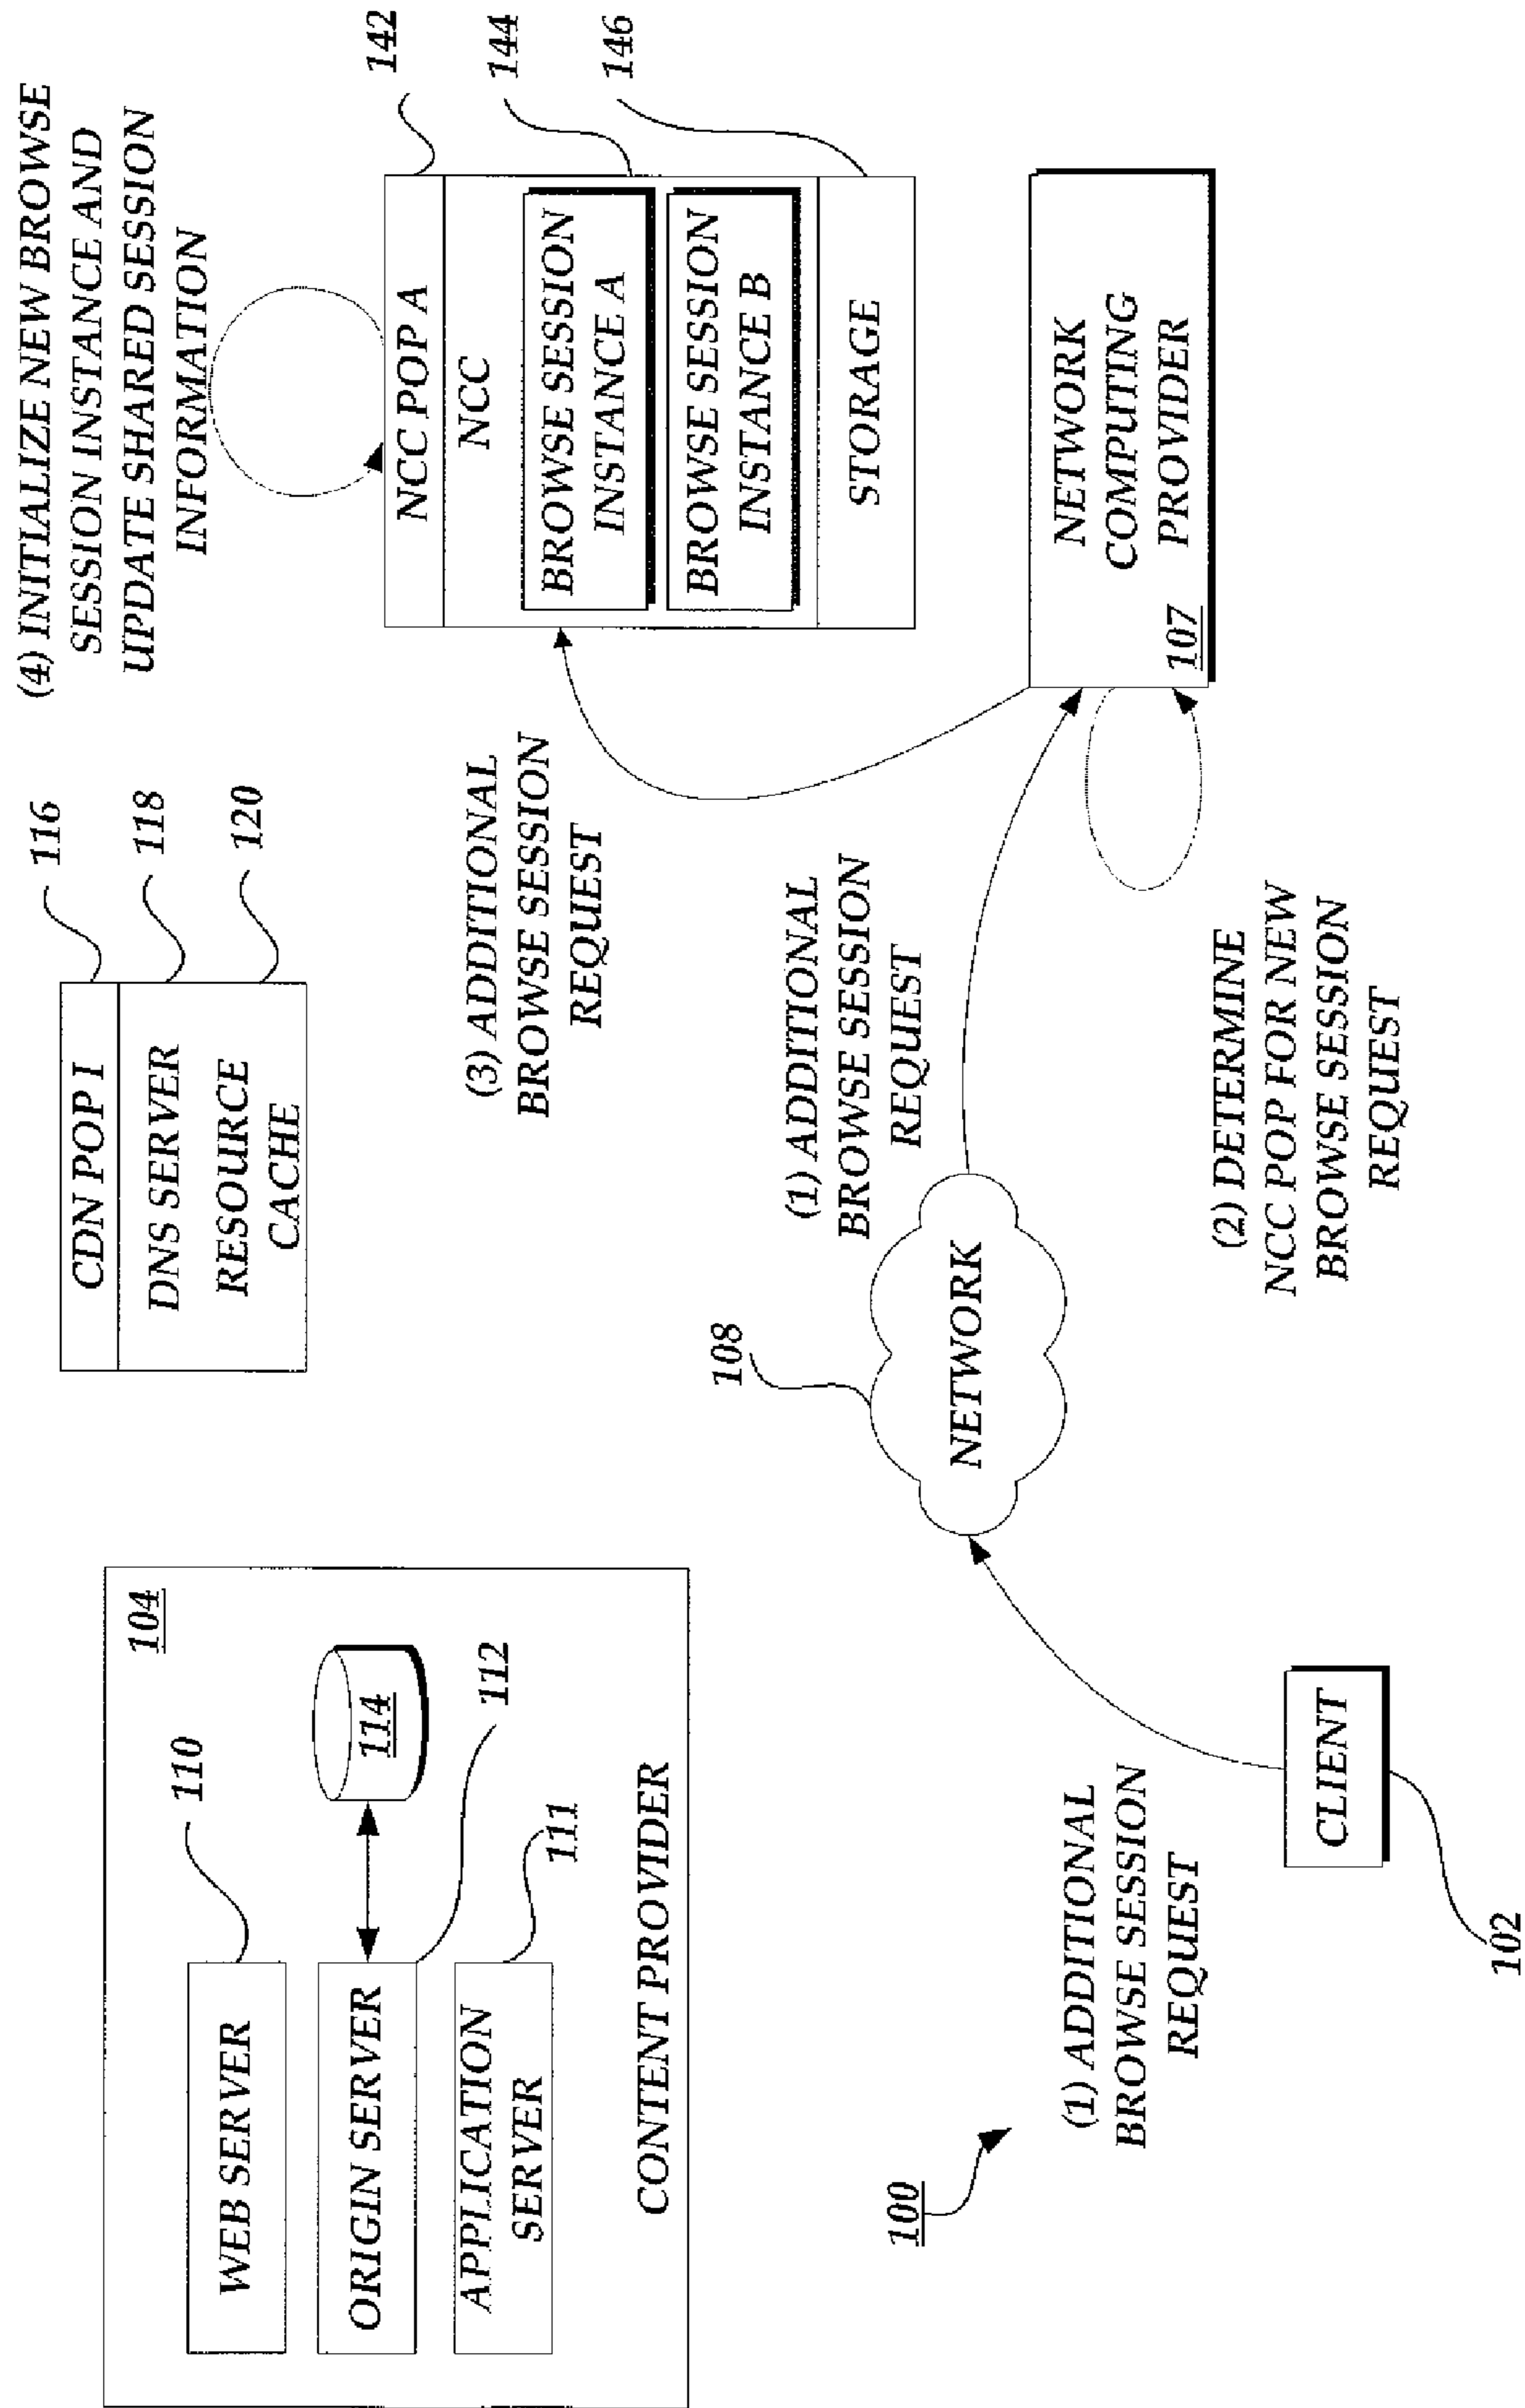 104
WEB SERVER
110
ORIGIN SERVER
114
112
APPLICATION
SERVER
111
CONTENT PROVIDER
CDN POP I
DNS SERVER
RESOURCE
CACHE
116
118
120
(4) INITIALIZE NEW BROWSE
SESSION INSTANCE AND
UPDATE SHARED SESSION
INFORMATION
NCC POP A
142
NCC
BROWSE SESSION
INSTANCE A
144
BROWSE SESSION
INSTANCE B
STORAGE
146
(3) ADDITIONAL
BROWSE SESSION
REQUEST
108
NETWORK
(1) ADDITIONAL
BROWSE SESSION
REQUEST
NETWORK
COMPUTING
PROVIDER
107
(2) DETERMINE
NCC POP FOR NEW
BROWSE SESSION
REQUEST
100
(1) ADDITIONAL
BROWSE SESSION
REQUEST
CLIENT
102